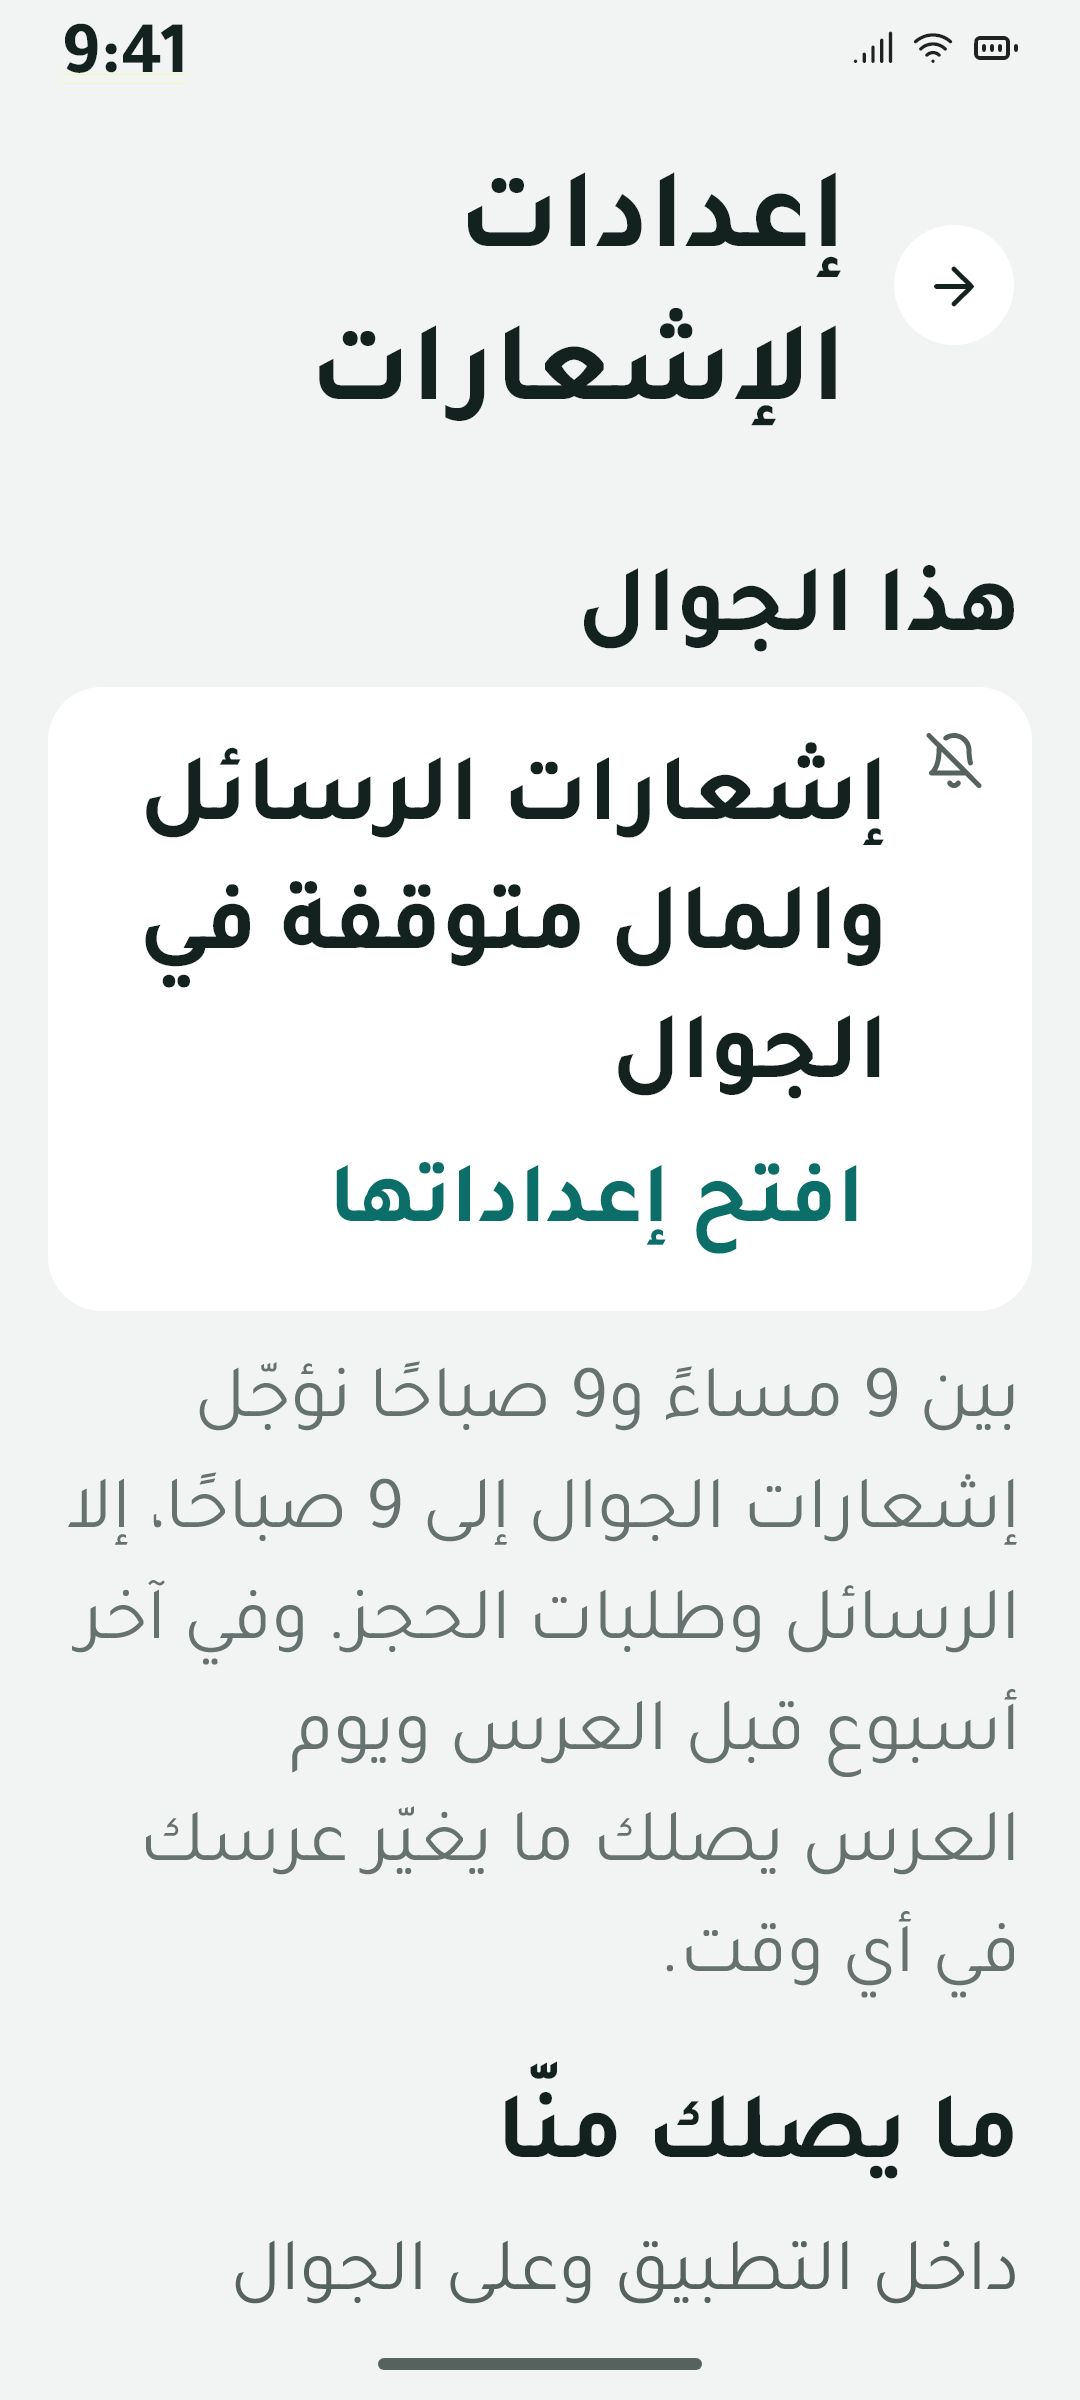 9:41
إعدادات
الإشعارات
هذا الجوال
إشعارات الرسائل
والمال متوقفة في
الجوال
افتح إعداداتها
بين 9 مساءً و9 صباحًا نؤجّل
إشعارات الجوال إلى 9 صباحًا، إلا
الرسائل وطلبات الحجز. وفي آخر
أسبوع قبل العرس ويوم
العرس يصلك ما يغيّر عرسك
في أي وقت.
ما يصلك منّا
داخل التطبيق وعلى الجوال